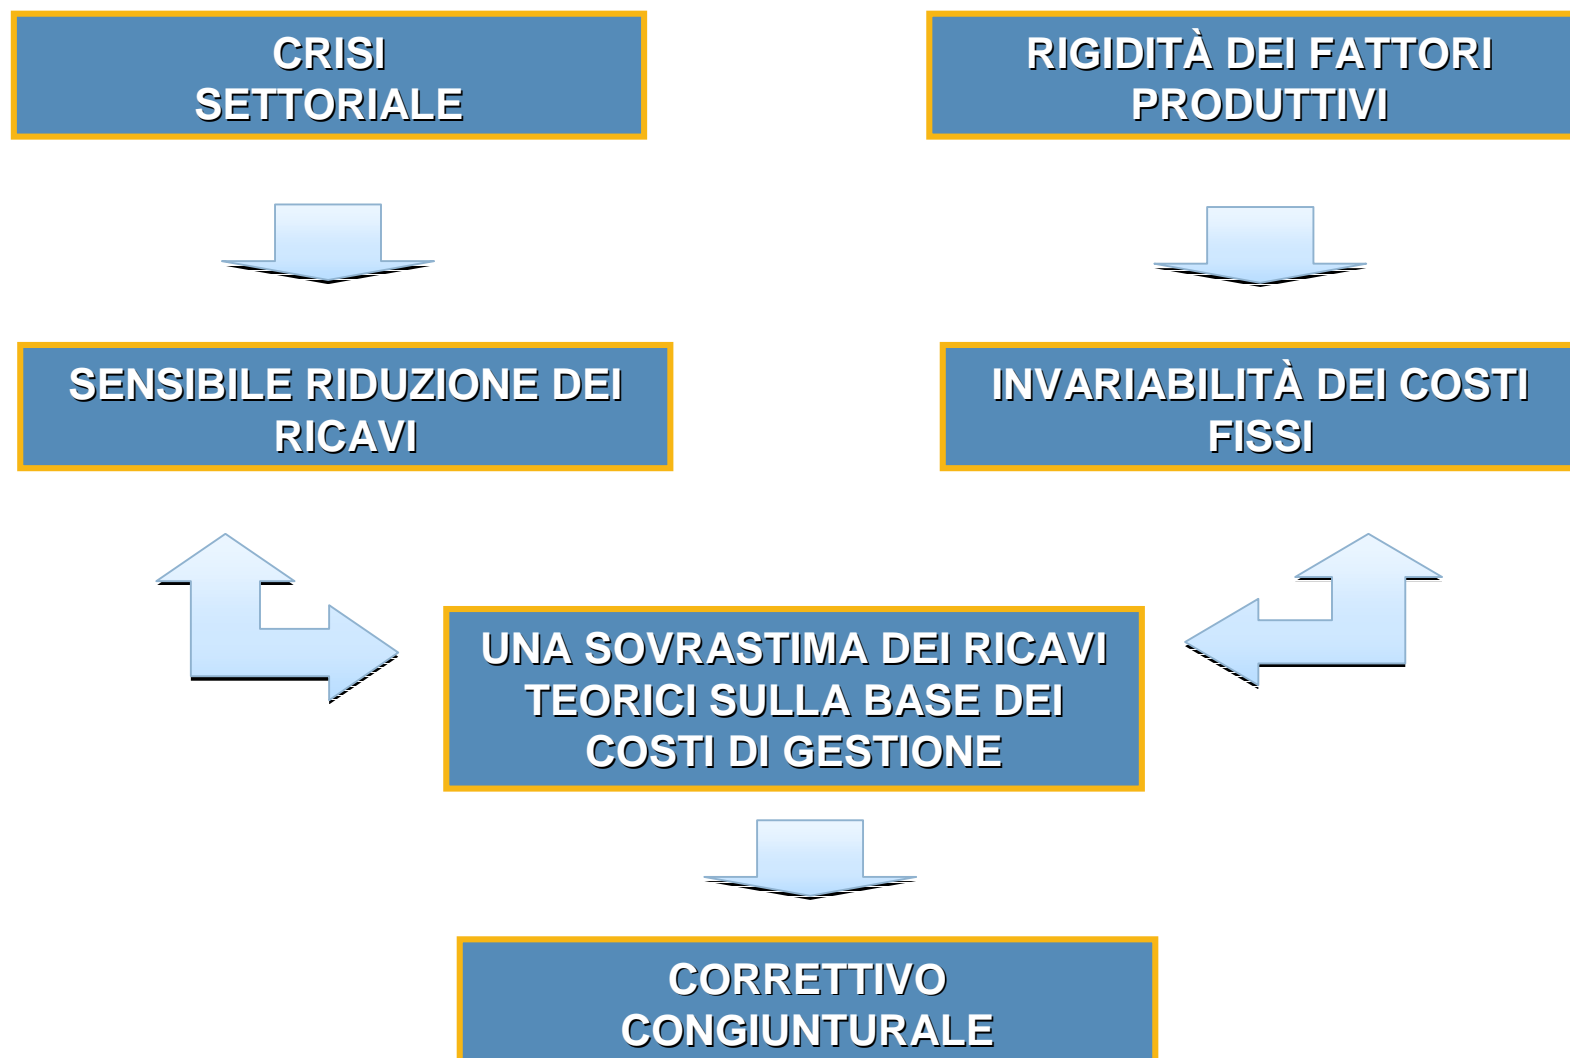 CRISI
SETTORIALE
RIGIDITÀ DEI FATTORI
PRODUTTIVI
SENSIBILE RIDUZIONE DEI
RICAVI
INVARIABILITÀ DEI COSTI
FISSI
UNA SOVRASTIMA DEI RICAVI
TEORICI SULLA BASE DEI
COSTI DI GESTIONE
CORRETTIVO
CONGIUNTURALE